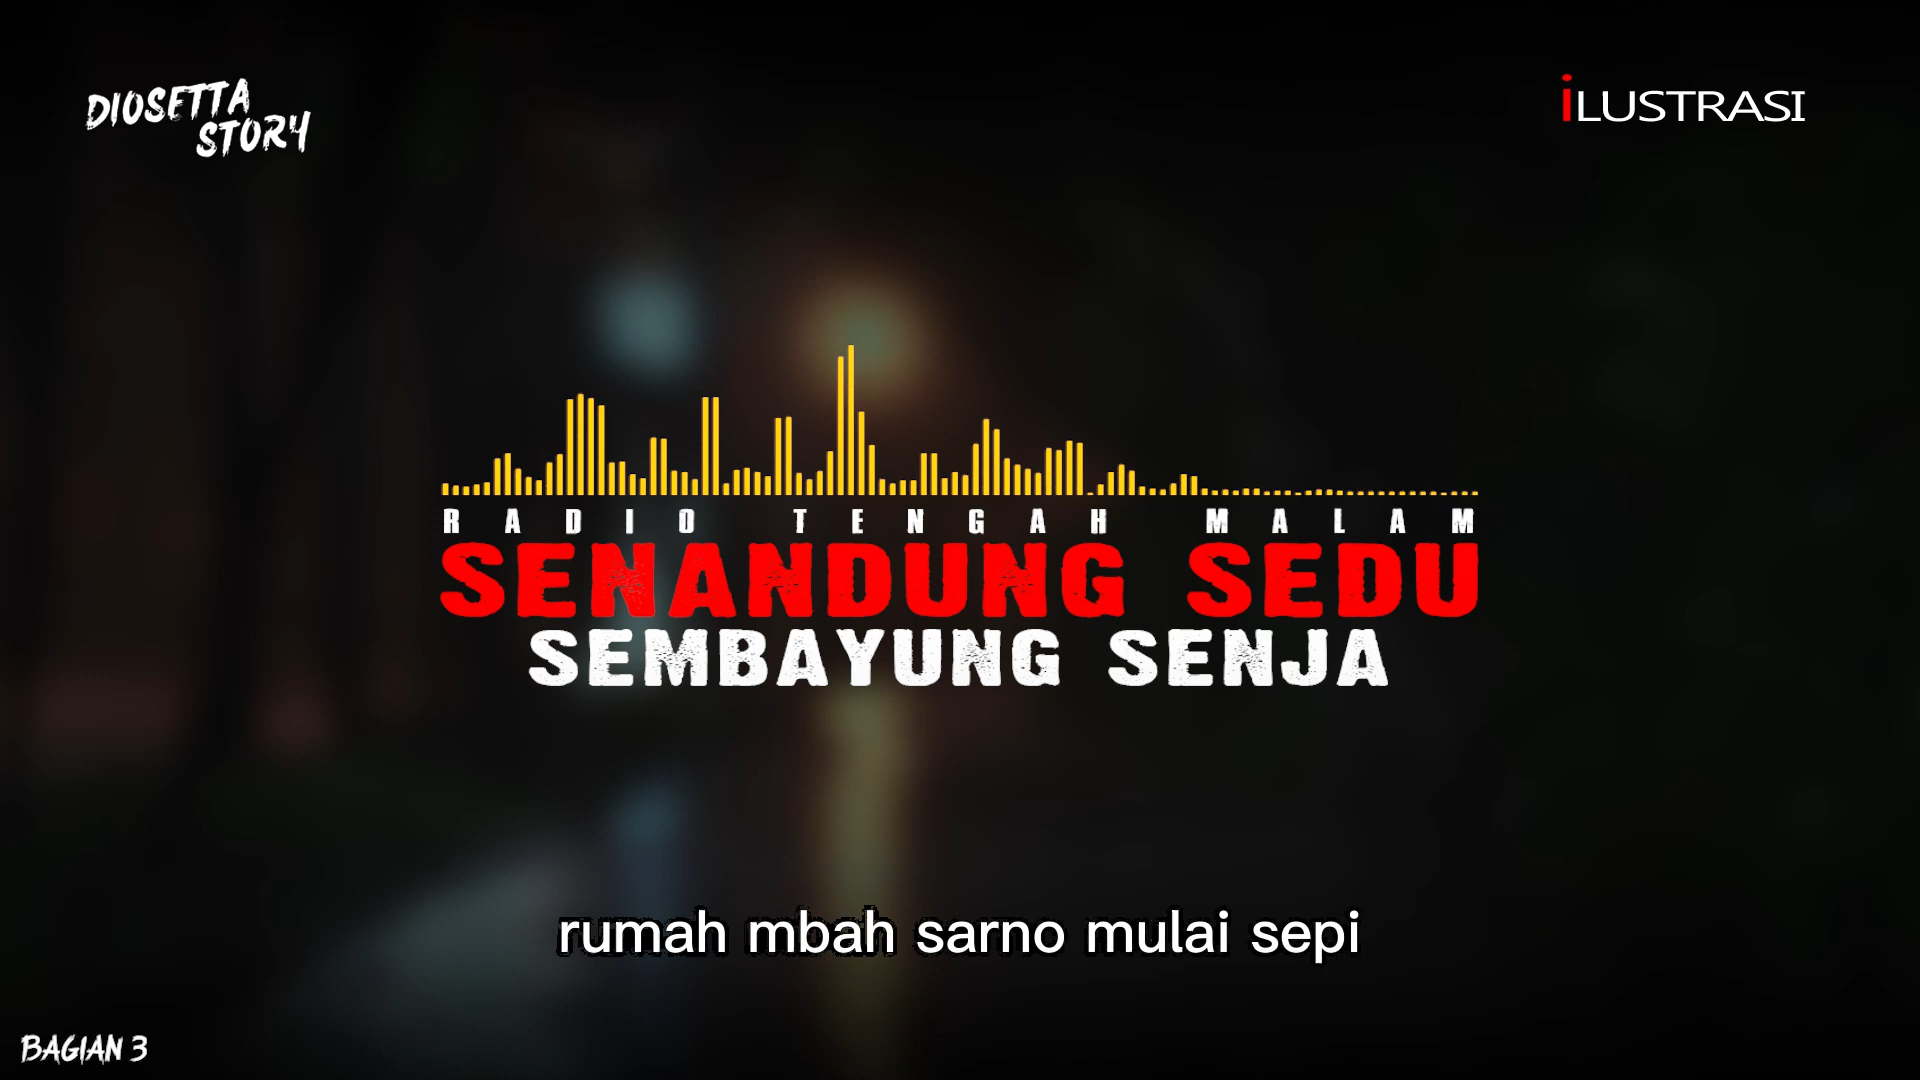 DIOSETTA
STORY
iLUSTRASI
RADIO TENGAH MALAM
SENANDUNG SEDU
SEMBAYUNG SENJA
rumah mbah sarno mulai sepi
BAGIAN 3